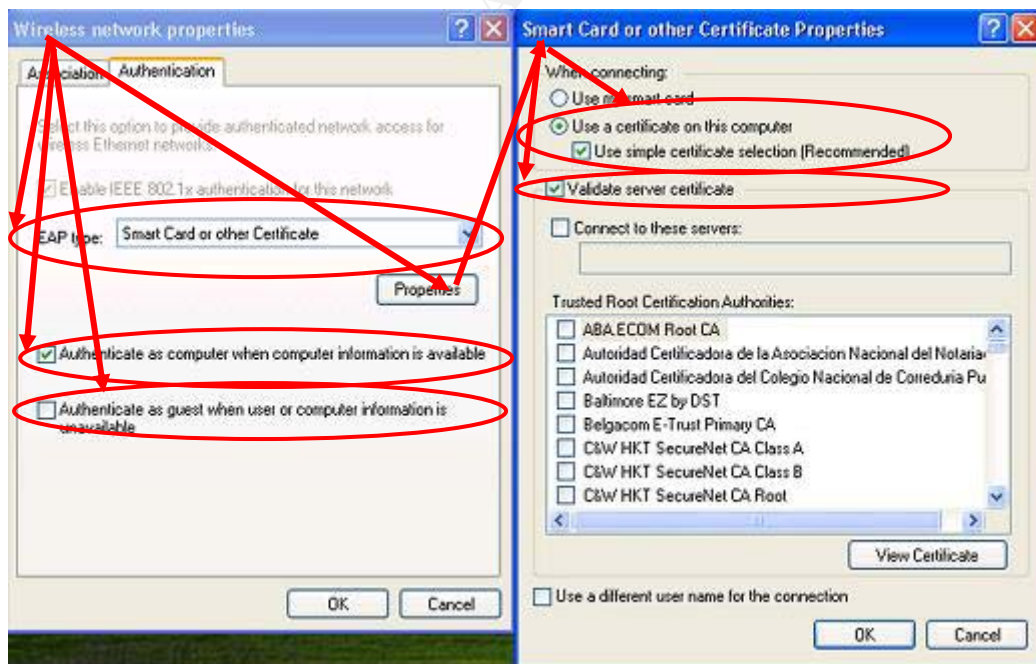 Wireless network properties
Association
Authentication
Select this option to provide authenticated network access for
wireless Ethernet networks.
Enable IEEE 802.1x authentication for this network
EAP type:
Smart Card or other Certificate
Properties
Authenticate as computer when computer information is available
Authenticate as guest when user or computer information is
unavailable
OK
Cancel
Smart Card or other Certificate Properties
When connecting:
Use my smart card
Use a certificate on this computer
Use simple certificate selection (Recommended)
Validate server certificate
Connect to these servers:
Trusted Root Certification Authorities:
ABA.ECOM Root CA
Autoridad Certificadora de la Asociacion Nacional del Notaria
Autoridad Certificadora del Colegio Nacional de Correduria Pu
Baltimore EZ by DST
Belgacom E-Trust Primary CA
C&W HKT SecureNet CA Class A
C&W HKT SecureNet CA Class B
C&W HKT SecureNet CA Root
View Certificate
Use a different user name for the connection
OK
Cancel